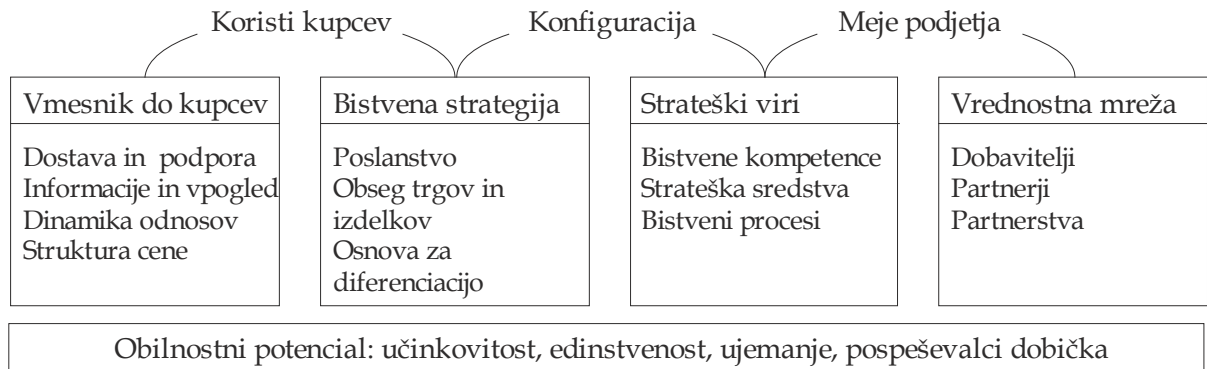 Koristi kupcev
Konfiguracija
Meje podjetja
Vmesnik do kupcev
Dostava in podpora
Informacije in vpogled
Dinamika odnosov
Struktura cene
Bistvena strategija
Poslanstvo
Obseg trgov in
izdelkov
Osnova za
diferenciacijo
Strateški viri
Bistvene kompetence
Strateška sredstva
Bistveni procesi
Vrednostna mreža
Dobavitelji
Partnerji
Partnerstva
Obilnostni potencial: učinkovitost, edinstvenost, ujemanje, pospeševalci dobička